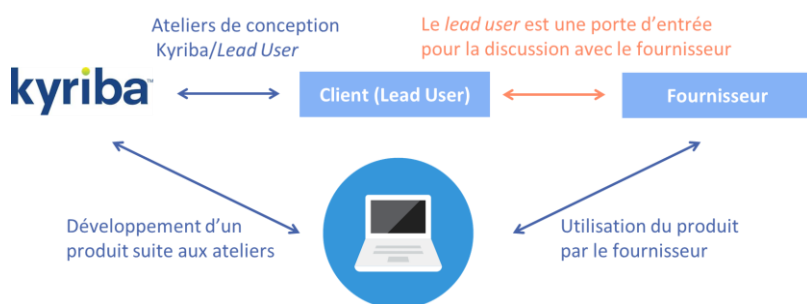 Ateliers de conception
Kyriba/Lead User
Le lead user est une porte d’entrée
pour la discussion avec le fournisseur
kyriba™
Client (Lead User)
Fournisseur
Développement d’un
produit suite aux ateliers
Utilisation du produit
par le fournisseur